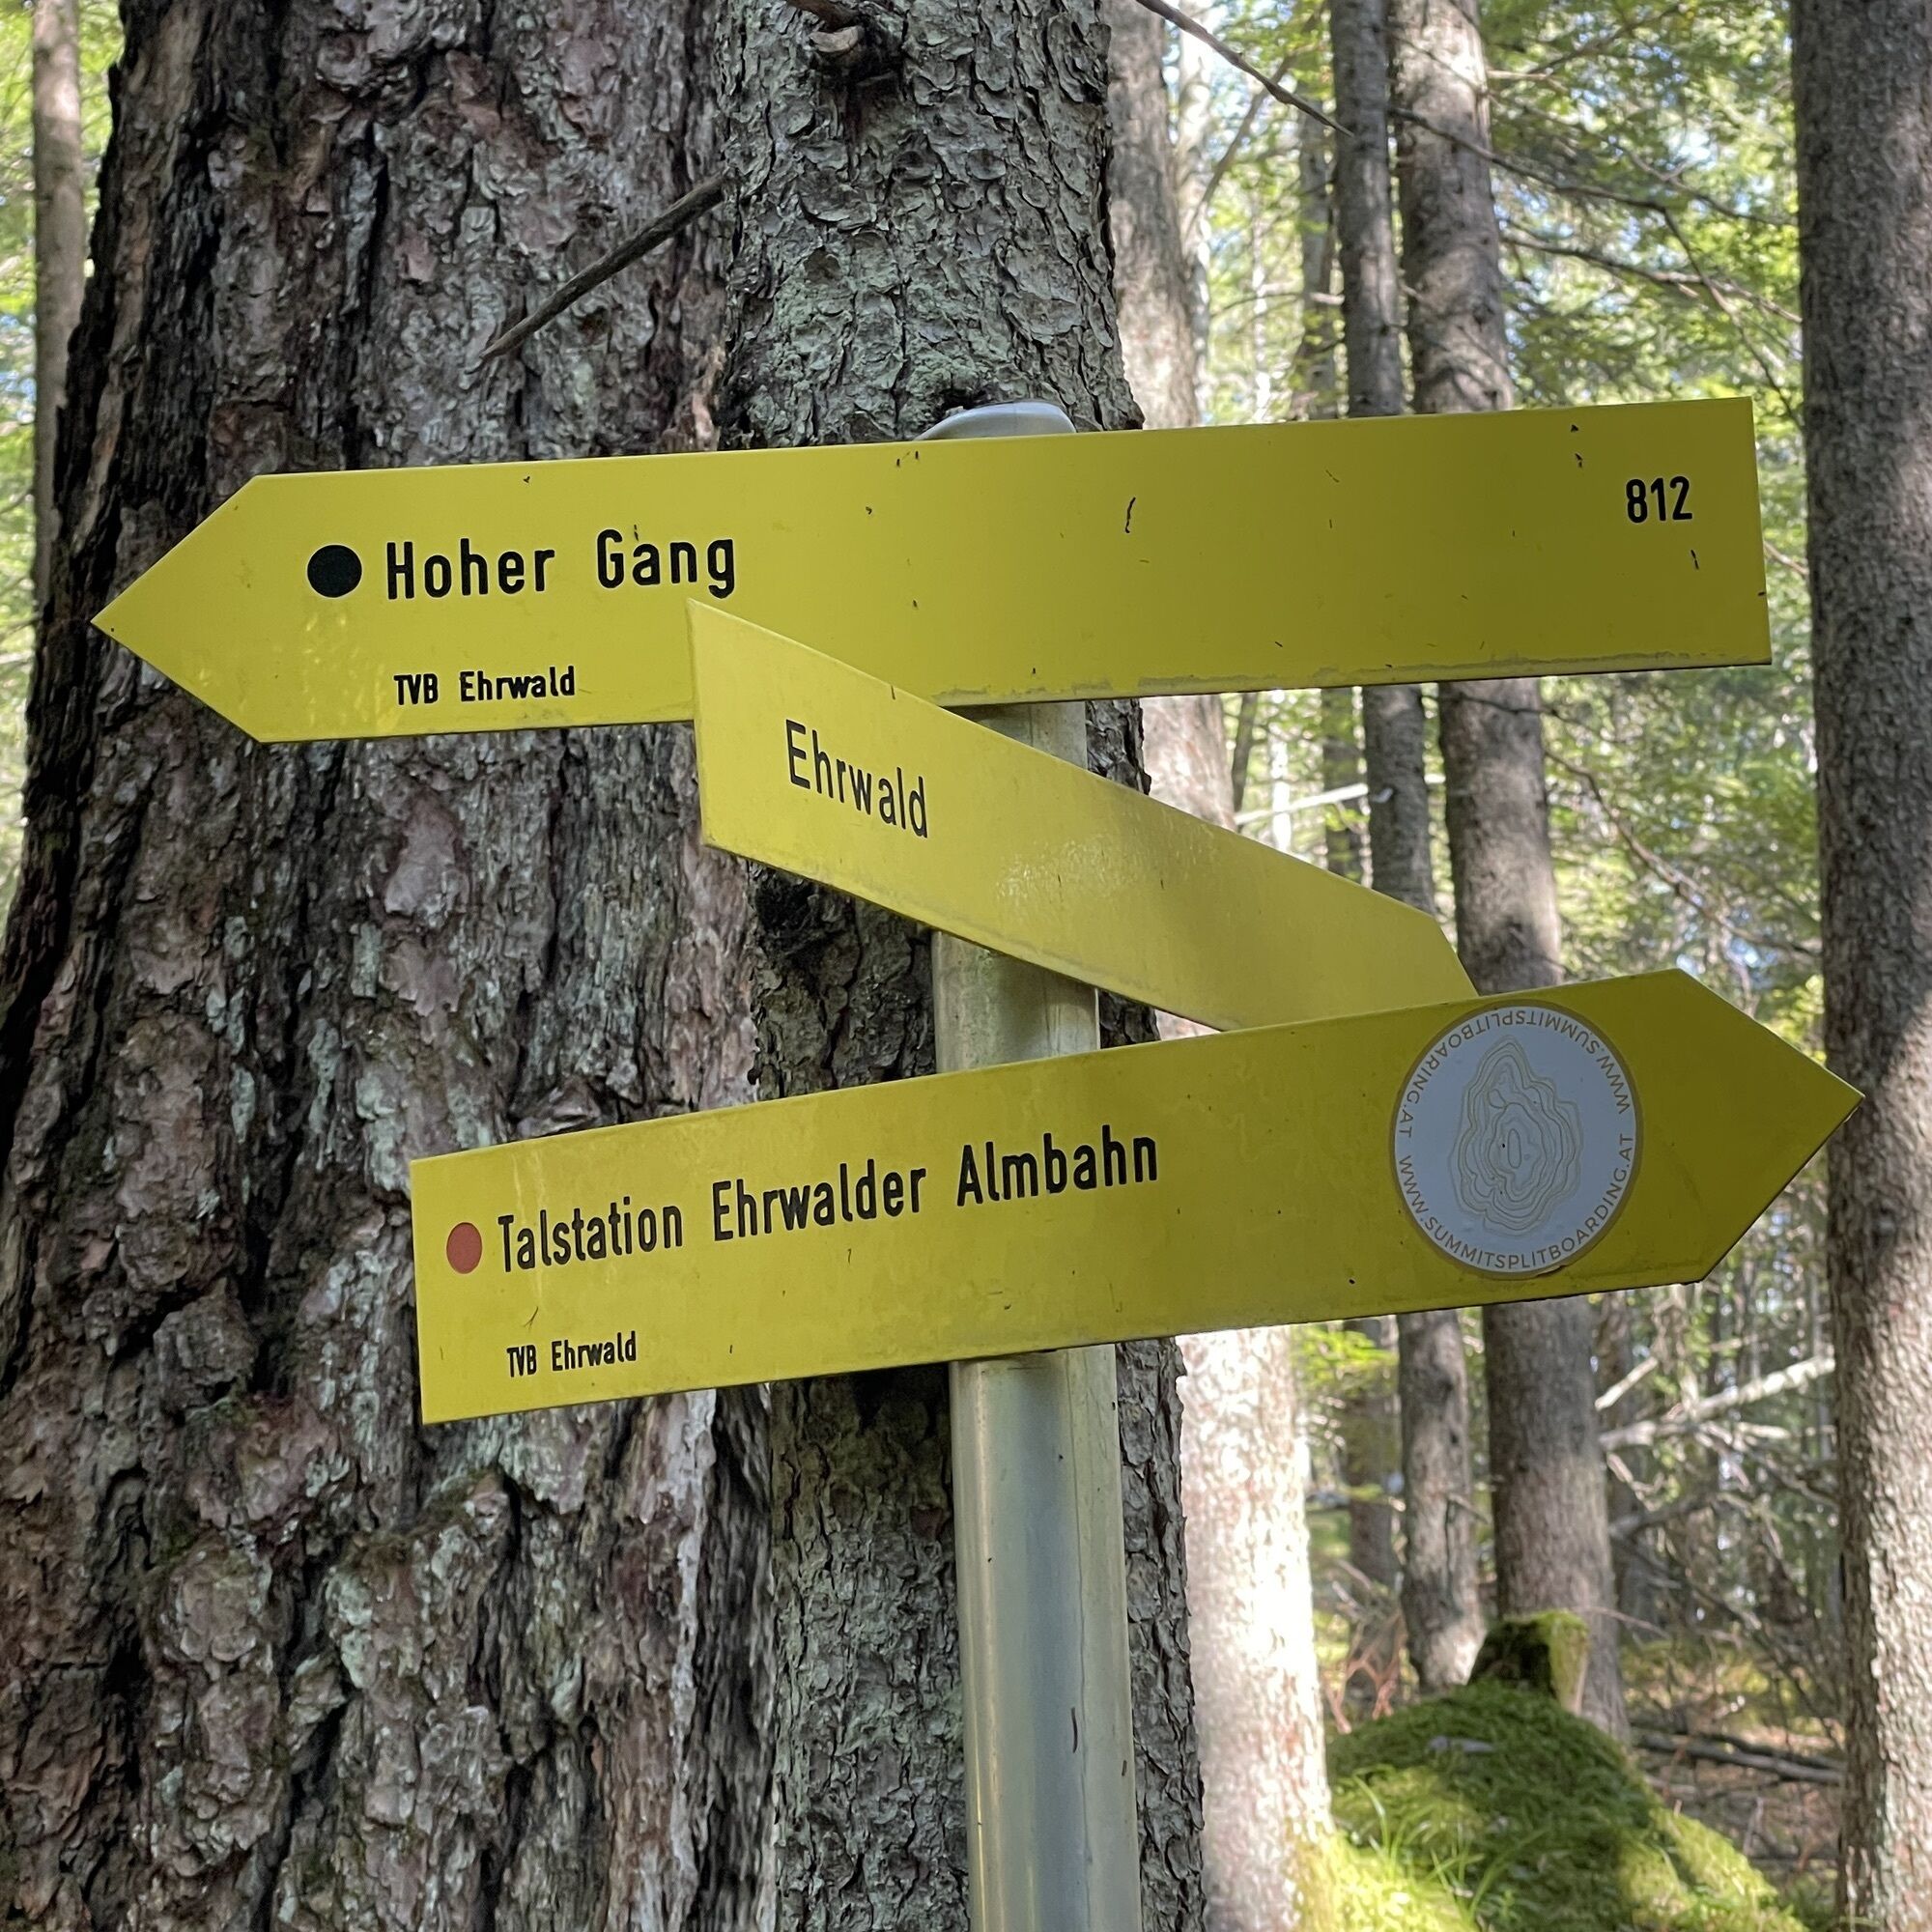 Hoher Gang
812
TVB Ehrwald
Ehrwald
Talstation Ehrwalder Almbahn
TVB Ehrwald
WWW.SUMMITSPLITBOARDING.AT
WWW.SUMMITSPLITBOARDING.AT